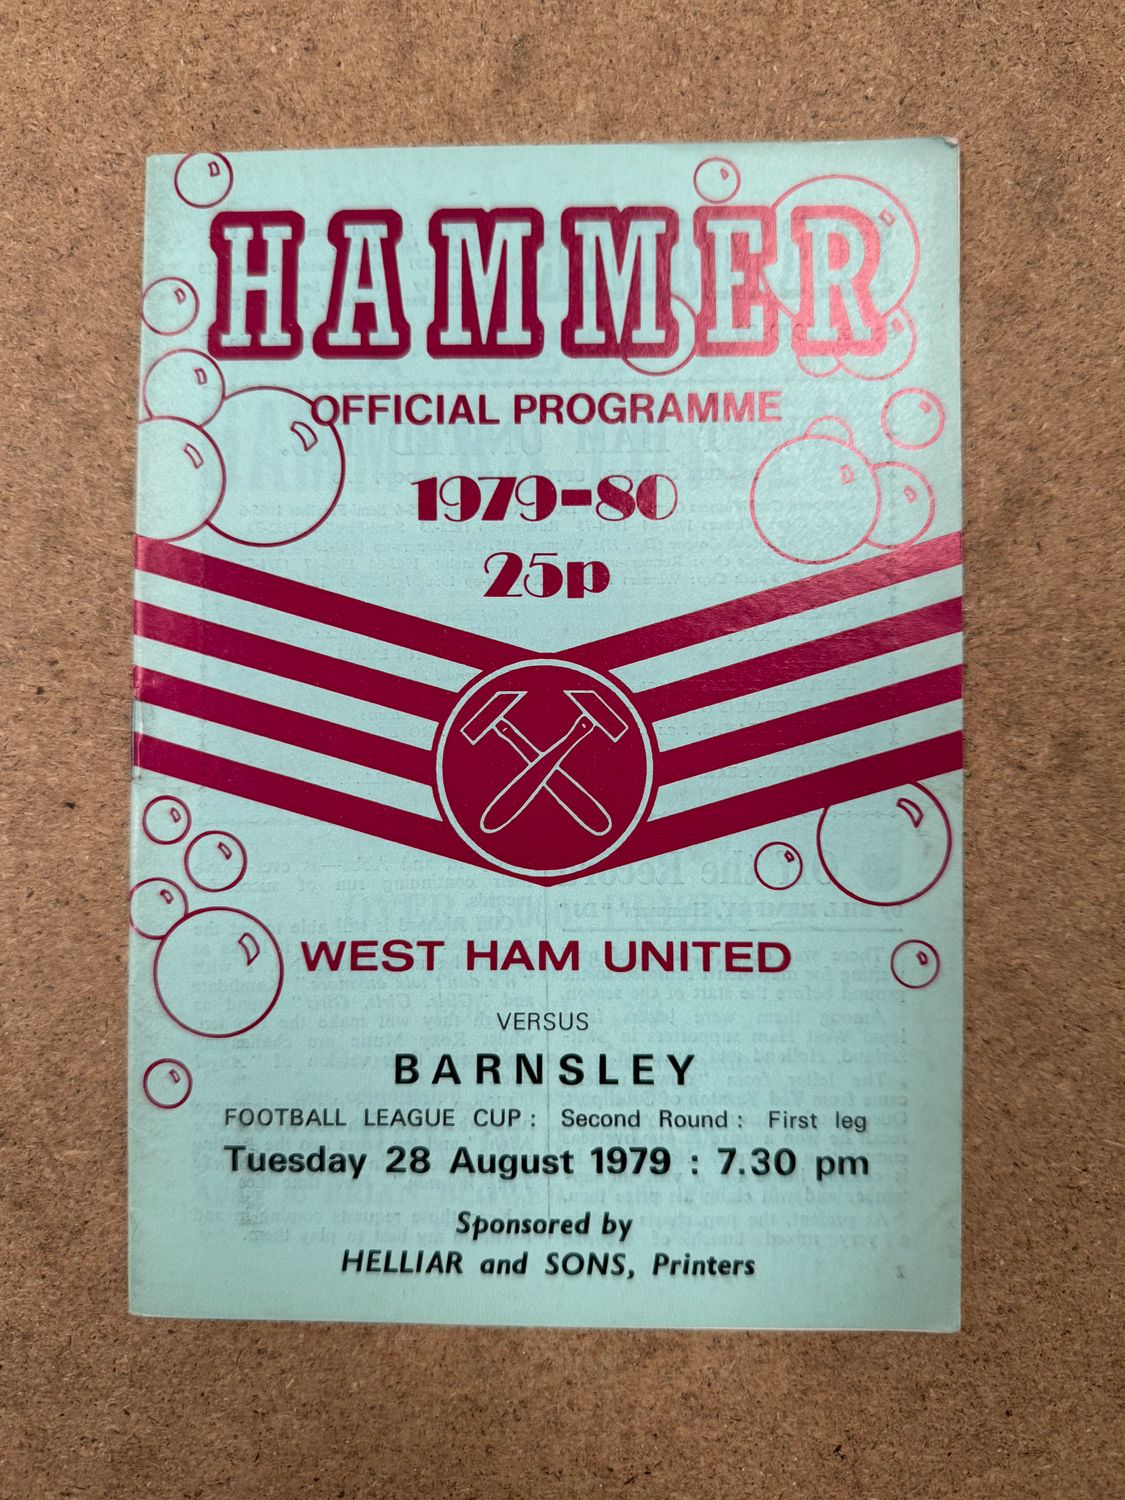 HAMMER
OFFICIAL PROGRAMME
1979-80
25p
WEST HAM UNITED
VERSUS
BARNSLEY
FOOTBALL LEAGUE CUP : Second Round : First leg
Tuesday 28 August 1979 : 7.30 pm
Sponsored by
HELLIAR and SONS, Printers